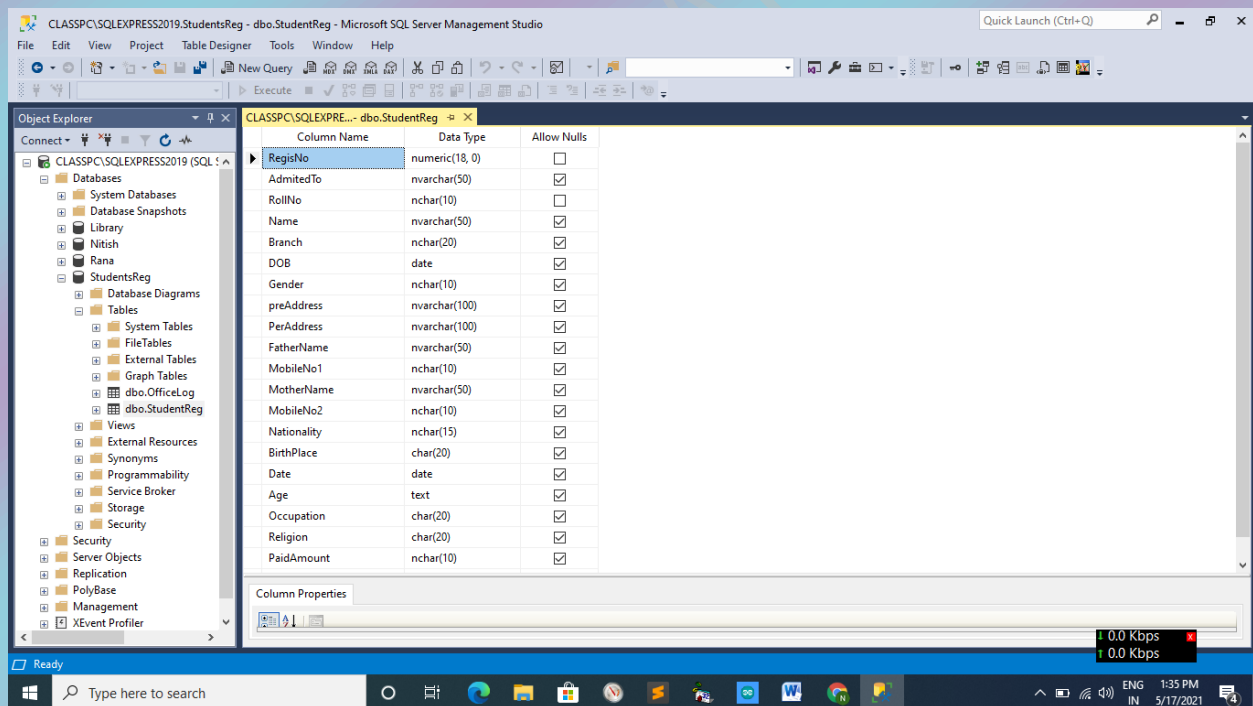 CLASSPC\SQLEXPRESS2019.StudentsReg - dbo.StudentReg - Microsoft SQL Server Management Studio
Quick Launch (Ctrl+Q)
File Edit View Project Table Designer Tools Window Help
New Query
Execute
Object Explorer
Connect
CLASSPC\SQLEXPRESS2019 (SQL S
Databases
System Databases
Database Snapshots
Library
Nitish
Rana
StudentsReg
Database Diagrams
Tables
System Tables
FileTables
External Tables
Graph Tables
dbo.OfficeLog
dbo.StudentReg
Views
External Resources
Synonyms
Programmability
Service Broker
Storage
Security
Security
Server Objects
Replication
PolyBase
Management
XEvent Profiler
CLASSPC\SQLEXPRE...- dbo.StudentReg
Column Name Data Type Allow Nulls
RegisNo numeric(18, 0)
AdmitedTo nvarchar(50)
RollNo nchar(10)
Name nvarchar(50)
Branch nchar(20)
DOB date
Gender nchar(10)
preAddress nvarchar(100)
PerAddress nvarchar(100)
FatherName nvarchar(50)
MobileNo1 nchar(10)
MotherName nvarchar(50)
MobileNo2 nchar(10)
Nationality nchar(15)
BirthPlace char(20)
Date date
Age text
Occupation char(20)
Religion char(20)
PaidAmount nchar(10)
Column Properties
0.0 Kbps x
0.0 Kbps
Ready
Type here to search
ENG
IN
1:35 PM
5/17/2021
4